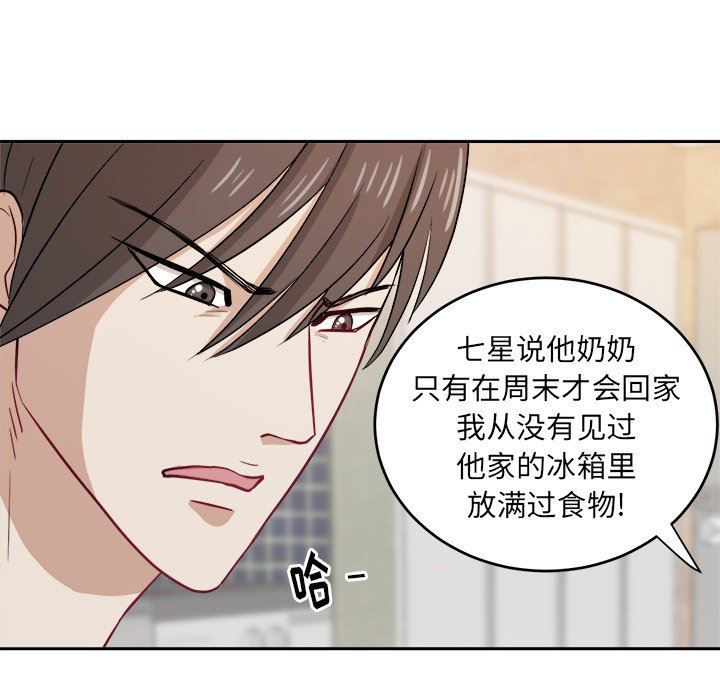 七星说他奶奶
只有在周末才会回家
我从没有见过
他家的冰箱里
放满过食物!
哈-